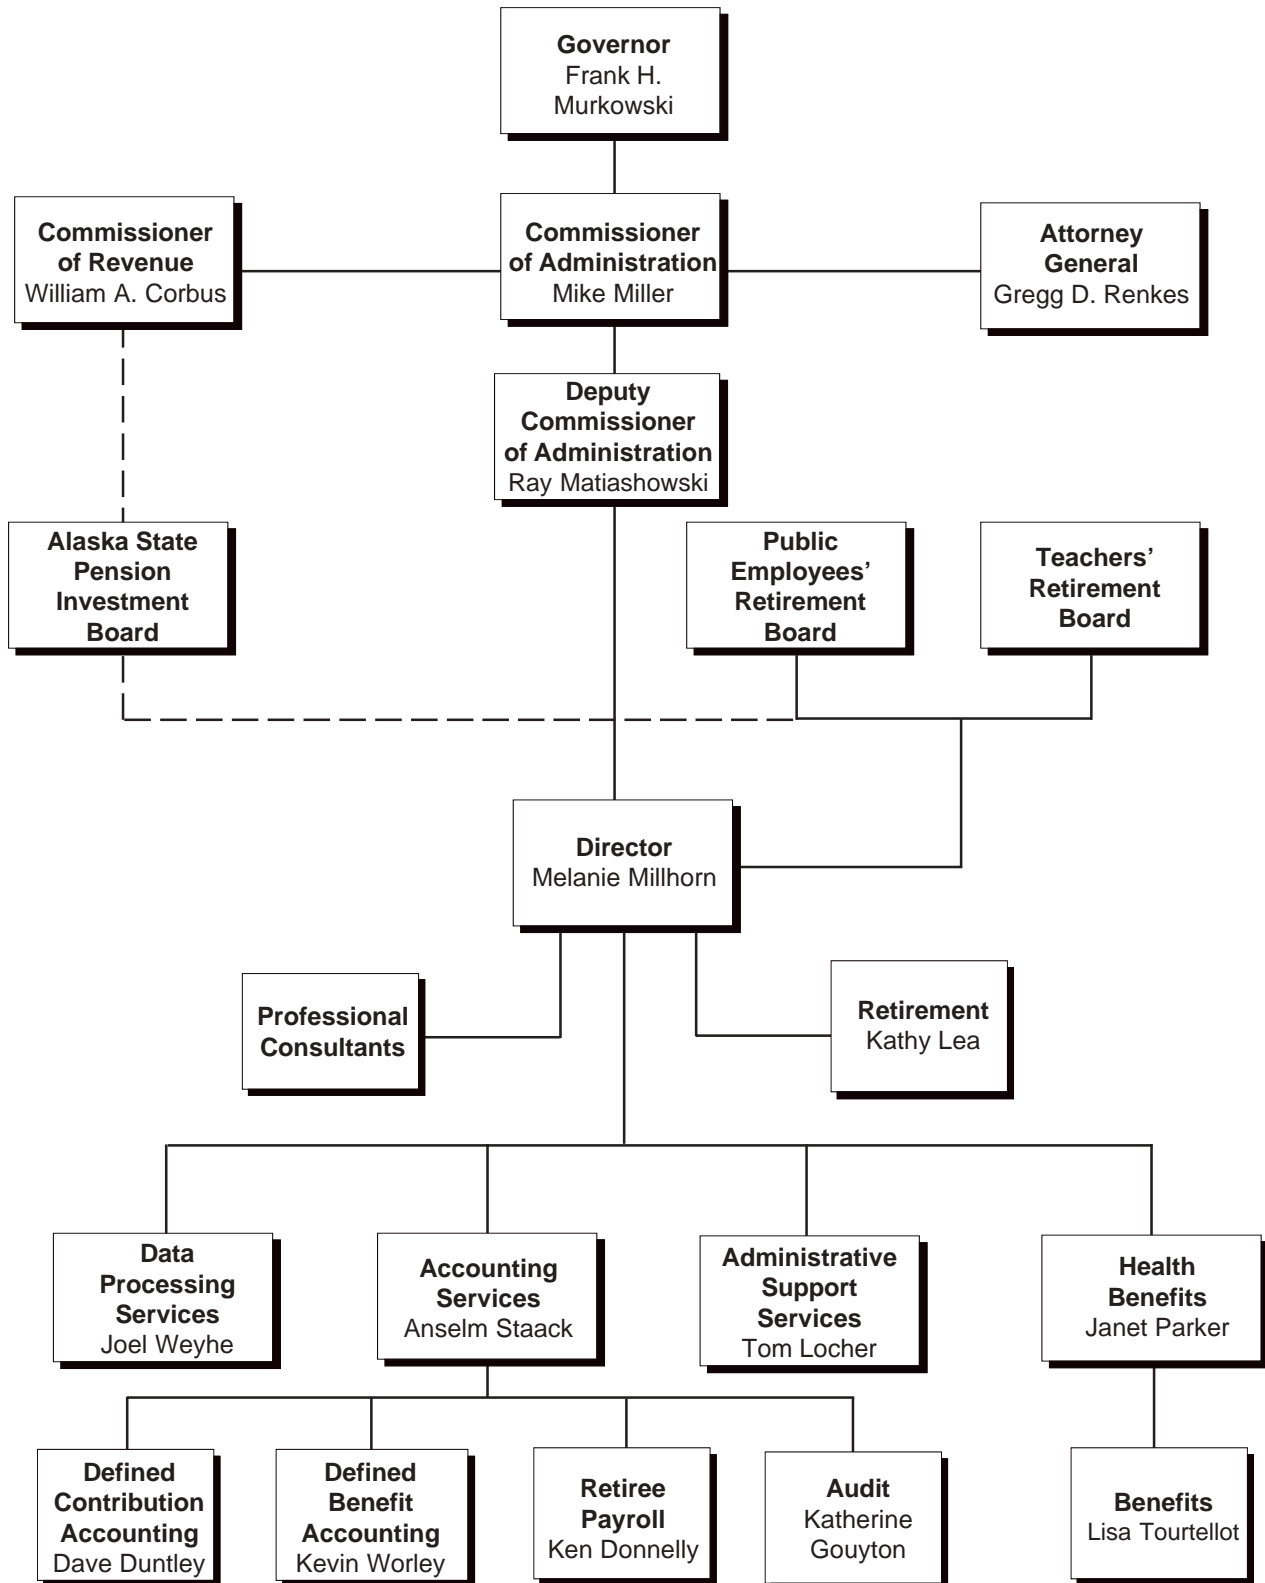 Governor
Frank H.
Murkowski
Commissioner
of Revenue
William A. Corbus
Commissioner
of Administration
Mike Miller
Attorney
General
Gregg D. Renkes
Deputy
Commissioner
of Administration
Ray Matiashowski
Alaska State
Pension
Investment
Board
Public
Employees’
Retirement
Board
Teachers’
Retirement
Board
Director
Melanie Millhorn
Professional
Consultants
Retirement
Kathy Lea
Data
Processing
Services
Joel Weyhe
Accounting
Services
Anselm Staack
Administrative
Support
Services
Tom Locher
Health
Benefits
Janet Parker
Defined
Contribution
Accounting
Dave Duntley
Defined
Benefit
Accounting
Kevin Worley
Retiree
Payroll
Ken Donnelly
Audit
Katherine
Gouyton
Benefits
Lisa Tourtellot